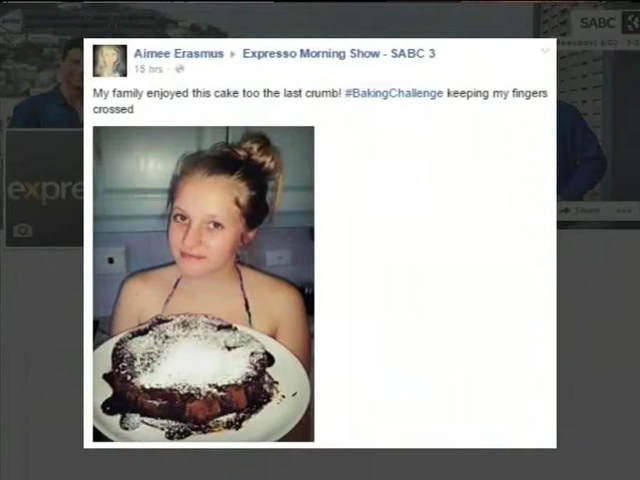 SABC 3
Aimee Erasmus ▸ Expresso Morning Show - SABC 3
15 hrs ·
My family enjoyed this cake too the last crumb! #BakingChallenge keeping my fingers
crossed
expre
Share